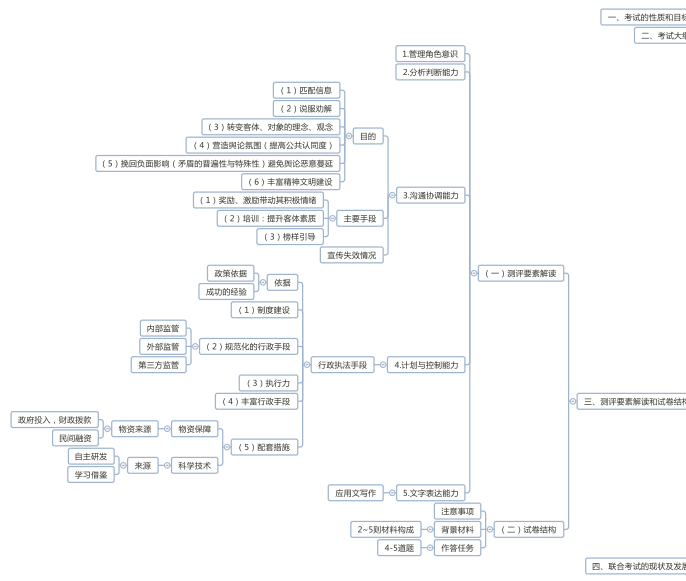 一、考试的性质和目标
二、考试大纲
1.管理角色意识
2.分析判断能力
（1）匹配信息
（2）说服劝解
（3）转变客体、对象的理念、观念
目的
（4）营造舆论氛围（提高公共认同度）
（5）挽回负面影响（矛盾的普遍性与特殊性）避免舆论恶意蔓延
（6）丰富精神文明建设
3.沟通协调能力
（1）奖励、激励带动其积极情绪
（2）培训：提升客体素质
主要手段
（3）榜样引导
宣传失效情况
（一）测评要素解读
政策依据
依据
成功的经验
（1）制度建设
内部监管
外部监管
（2）规范化的行政手段
第三方监管
行政执法手段
4.计划与控制能力
（3）执行力
（4）丰富行政手段
三、测评要素解读和试卷结构
政府投入，财政拨款
物资来源
物资保障
民间融资
（5）配套措施
自主研发
来源
科学技术
学习借鉴
应用文写作
5.文字表达能力
注意事项
2~5则材料构成
背景材料
（二）试卷结构
4-5道题
作答任务
四、联合考试的现状及发展